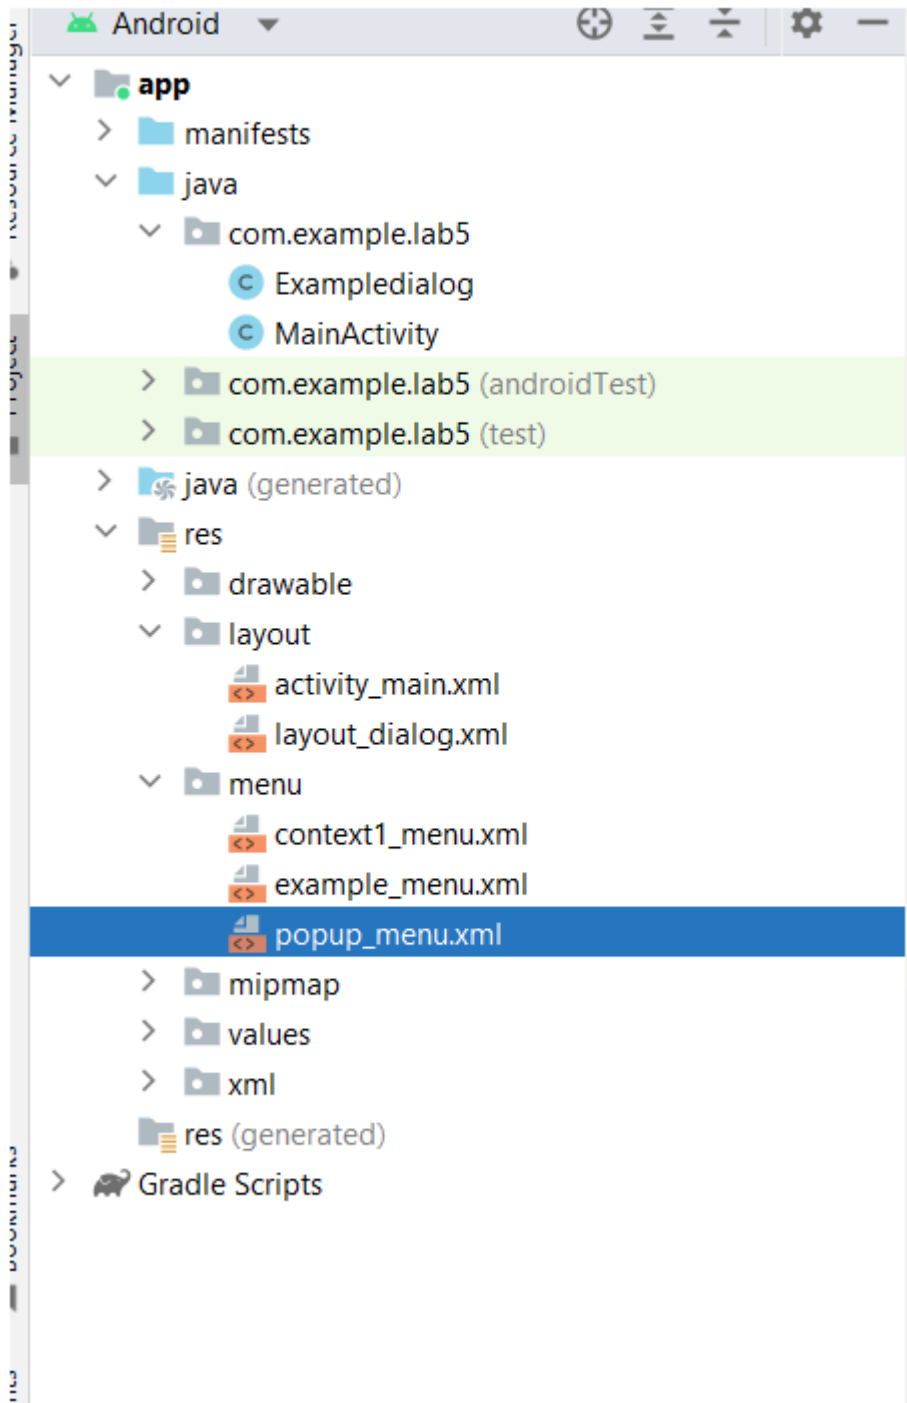 Android
app
manifests
java
com.example.lab5
C Exampledialog
C MainActivity
com.example.lab5 (androidTest)
com.example.lab5 (test)
java (generated)
res
drawable
layout
<> activity_main.xml
<> layout_dialog.xml
menu
<> context1_menu.xml
<> example_menu.xml
<> popup_menu.xml
mipmap
values
xml
res (generated)
Gradle Scripts